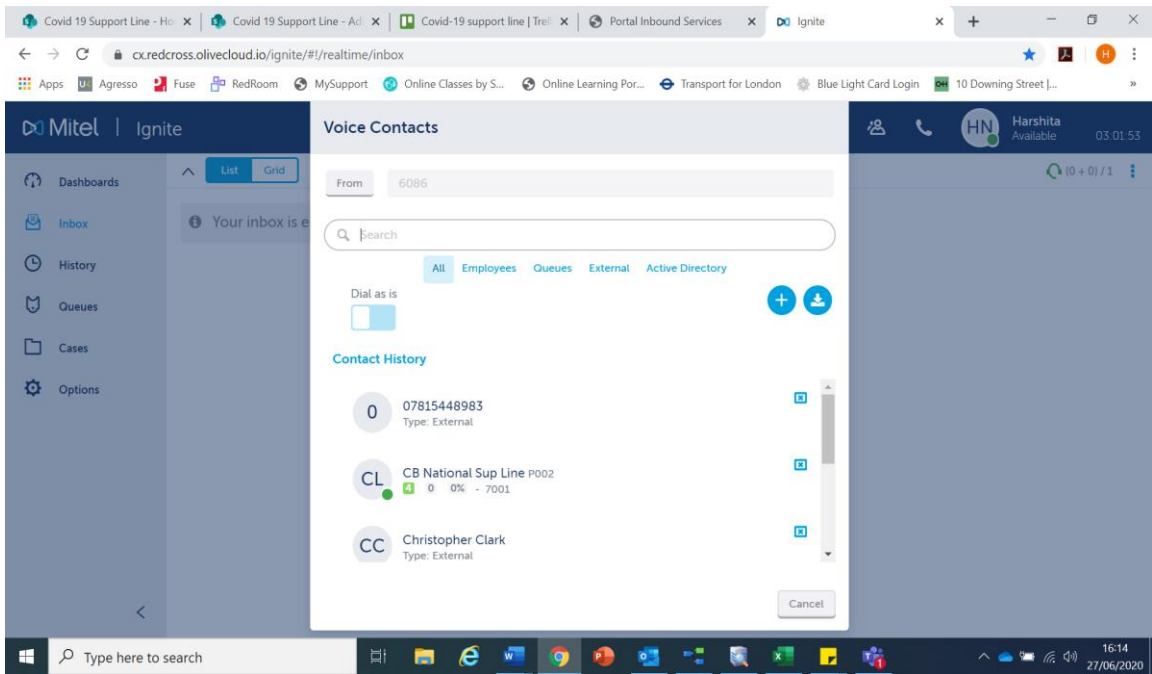 Covid 19 Support Line - Ho
Covid 19 Support Line - Ad
Covid-19 support line | Trel
Portal Inbound Services
Ignite
cx.redcross.olivecloud.io/ignite/#!/realtime/inbox
H
Apps
U4 Agresso
Fuse
RedRoom
MySupport
Online Classes by S...
Online Learning Por...
Transport for London
Blue Light Card Login
10 Downing Street |...
»
Mitel | Ignite
Voice Contacts
HN
Harshita
Available
03:01:53
Dashboards
List Grid
(0 + 0) / 1
From 6086
Inbox
Your inbox is e
Search
History
All Employees Queues External Active Directory
Queues
Dial as is
Cases
Contact History
Options
0
07815448983
Type: External
CL
CB National Sup Line P002
4 0 0% - 7001
CC
Christopher Clark
Type: External
Cancel
Type here to search
16:14
27/06/2020